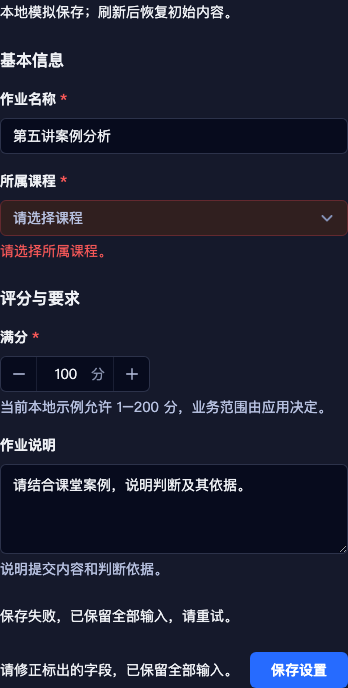 本地模拟保存；刷新后恢复初始内容。
基本信息
作业名称 *
第五讲案例分析
所属课程 *
请选择课程
请选择所属课程。
评分与要求
满分 *
100 分
当前本地示例允许 1—200 分，业务范围由应用决定。
作业说明
请结合课堂案例，说明判断及其依据。
说明提交内容和判断依据。
保存失败，已保留全部输入，请重试。
请修正标出的字段，已保留全部输入。 保存设置